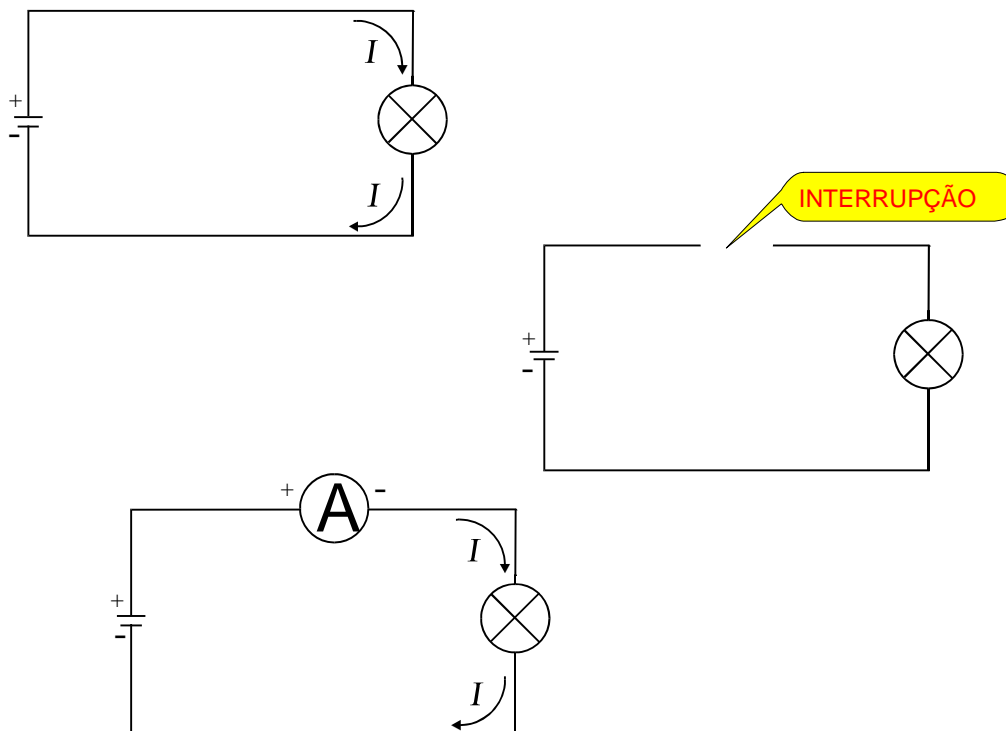 I
+
-
I
INTERRUPÇÃO
+
-
+ A -
I
+
-
I